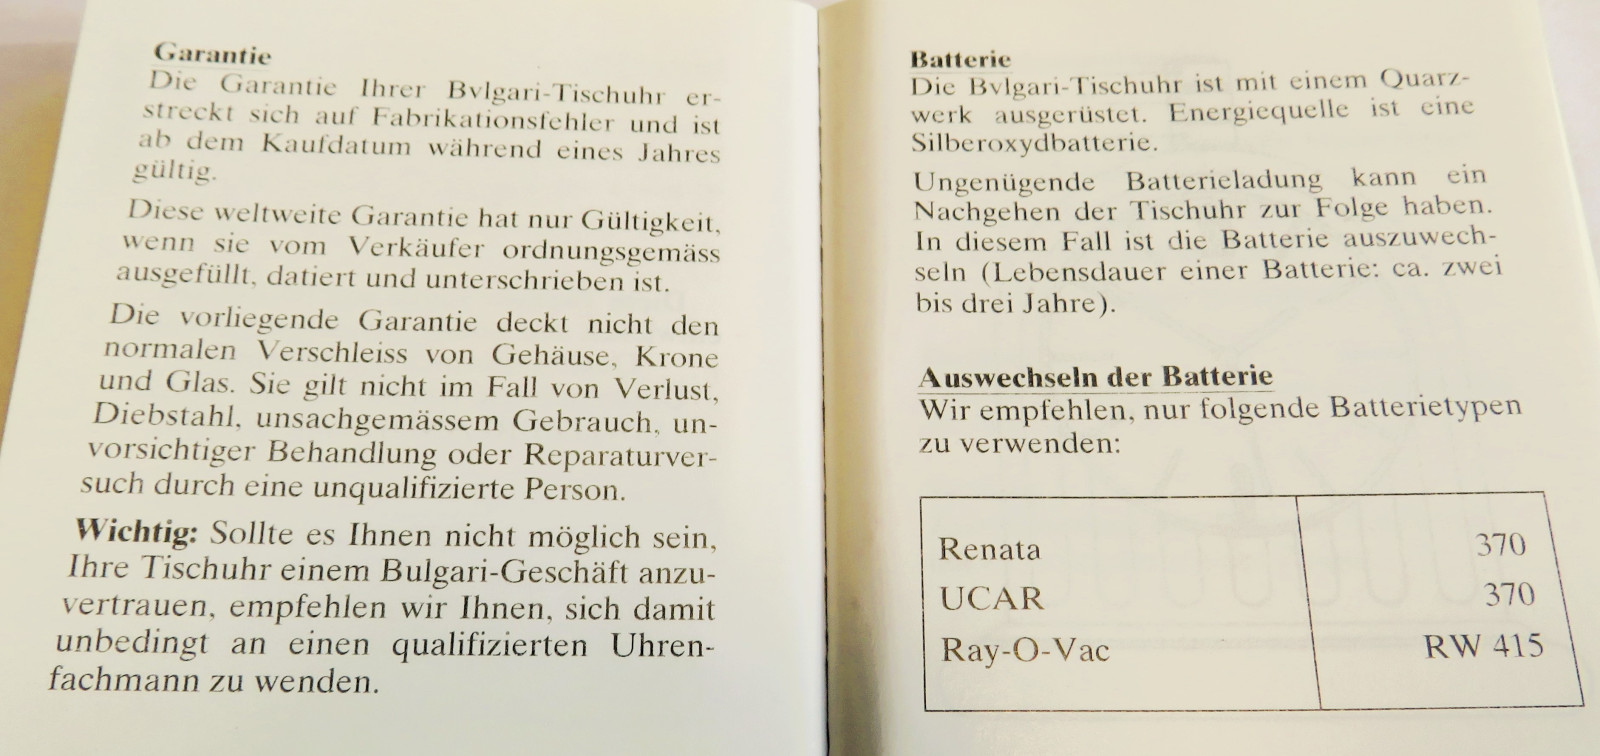 Garantie
Die Garantie Ihrer Bvlgari-Tischuhr er-
streckt sich auf Fabrikationsfehler und ist
ab dem Kaufdatum während eines Jahres
gültig.
Diese weltweite Garantie hat nur Gültigkeit,
wenn sie vom Verkäufer ordnungsgemäss
ausgefüllt, datiert und unterschrieben ist.
Die vorliegende Garantie deckt nicht den
normalen Verschleiss von Gehäuse, Krone
und Glas. Sie gilt nicht im Fall von Verlust,
Diebstahl, unsachgemässem Gebrauch, un-
vorsichtiger Behandlung oder Reparaturver-
such durch eine unqualifizierte Person.
Wichtig: Sollte es Ihnen nicht möglich sein,
Ihre Tischuhr einem Bulgari-Geschäft anzu-
vertrauen, empfehlen wir Ihnen, sich damit
unbedingt an einen qualifizierten Uhren-
fachmann zu wenden.
Batterie
Die Bvlgari-Tischuhr ist mit einem Quarz-
werk ausgerüstet. Energiequelle ist eine
Silberoxydbatterie.
Ungenügende Batterieladung kann ein
Nachgehen der Tischuhr zur Folge haben.
In diesem Fall ist die Batterie auszuwech-
seln (Lebensdauer einer Batterie: ca. zwei
bis drei Jahre).
Auswechseln der Batterie
Wir empfehlen, nur folgende Batterietypen
zu verwenden:
Renata 370
UCAR 370
Ray-O-Vac RW 415